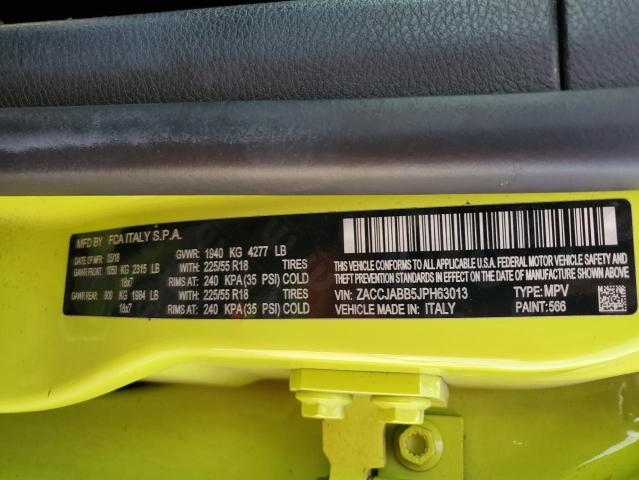 MFD BY FCA ITALY S.P.A.
DATE OF MFR: 03/18 GVWR: 1940 KG 4277 LB
GAWR FRONT: 1050 KG 2315 LB WITH: 225/55 R18 TIRES
18x7 RIMS AT: 240 KPA(35 PSI) COLD
GAWR REAR: 900 KG 1984 LB WITH: 225/55 R18 TIRES
18x7 RIMS AT: 240 KPA(35 PSI) COLD
THIS VEHICLE CONFORMS TO ALL APPLICABLE U.S.A. FEDERAL MOTOR VEHICLE SAFETY AND
THEFT PREVENTION STANDARDS IN EFFECT ON THE DATE OF MANUFACTURE SHOWN ABOVE.
VIN: ZACCJABB5JPH63013 TYPE: MPV
VEHICLE MADE IN: ITALY PAINT: 566